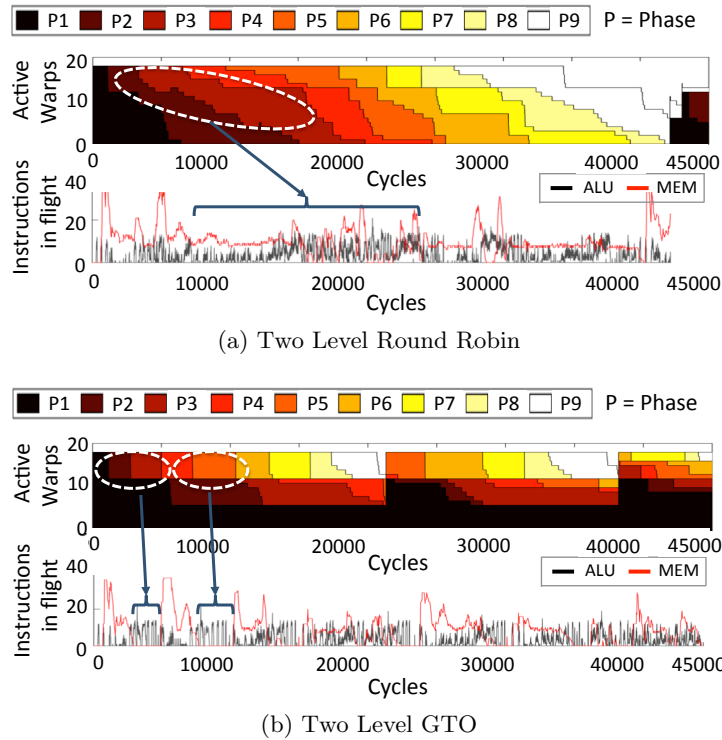 P1 P2 P3 P4 P5 P6 P7 P8 P9 P = Phase
Active Warps
20
10
0
0 10000 20000 30000 40000 45000
Cycles
ALU MEM
Instructions in flight
40
20
0
0 10000 20000 30000 40000 45000
Cycles
(a) Two Level Round Robin
P1 P2 P3 P4 P5 P6 P7 P8 P9 P = Phase
Active Warps
20
10
0
0 10000 20000 30000 40000 45000
Cycles
ALU MEM
Instructions in flight
40
20
0
0 10000 20000 30000 40000 45000
Cycles
(b) Two Level GTO